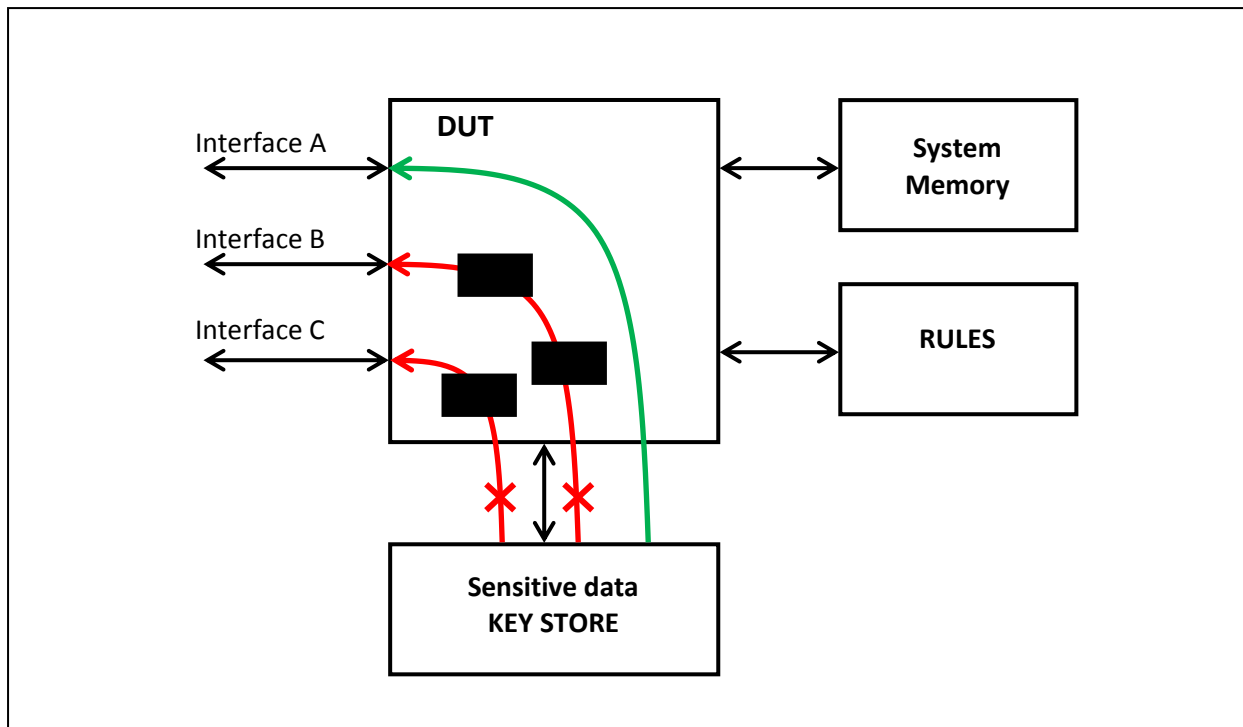 DUT
Interface A
System
Memory
Interface B
Interface C
RULES
Sensitive data
KEY STORE